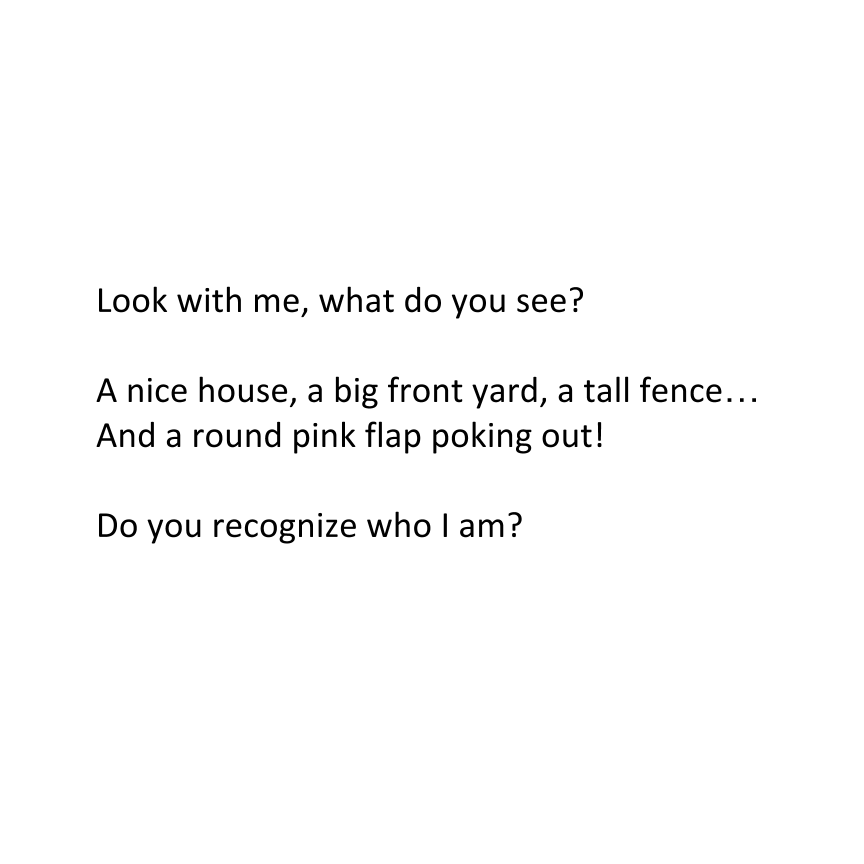 Look with me, what do you see?
A nice house, a big front yard, a tall fence…
And a round pink flap poking out!
Do you recognize who I am?